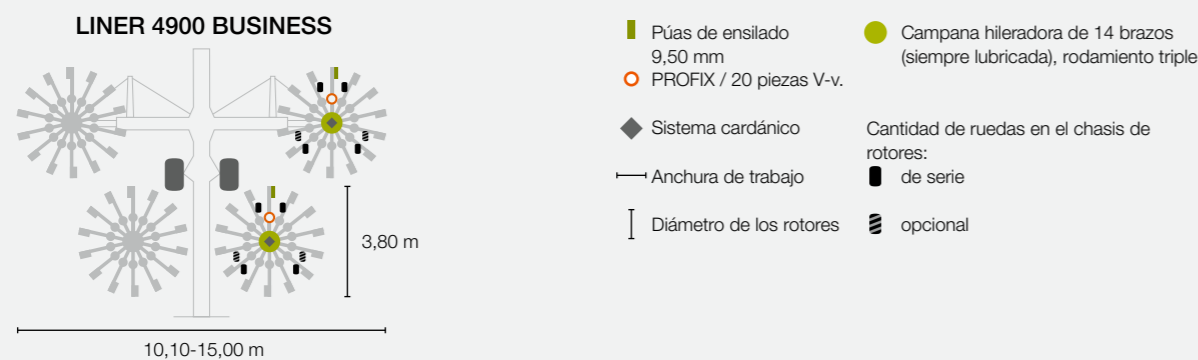 LINER 4900 BUSINESS
3,80 m
10,10-15,00 m
Púas de ensilado
9,50 mm
PROFIX / 20 piezas V-v.
Sistema cardánico
Anchura de trabajo
Diámetro de los rotores
Campana hileradora de 14 brazos
(siempre lubricada), rodamiento triple
Cantidad de ruedas en el chasis de
rotores:
de serie
opcional